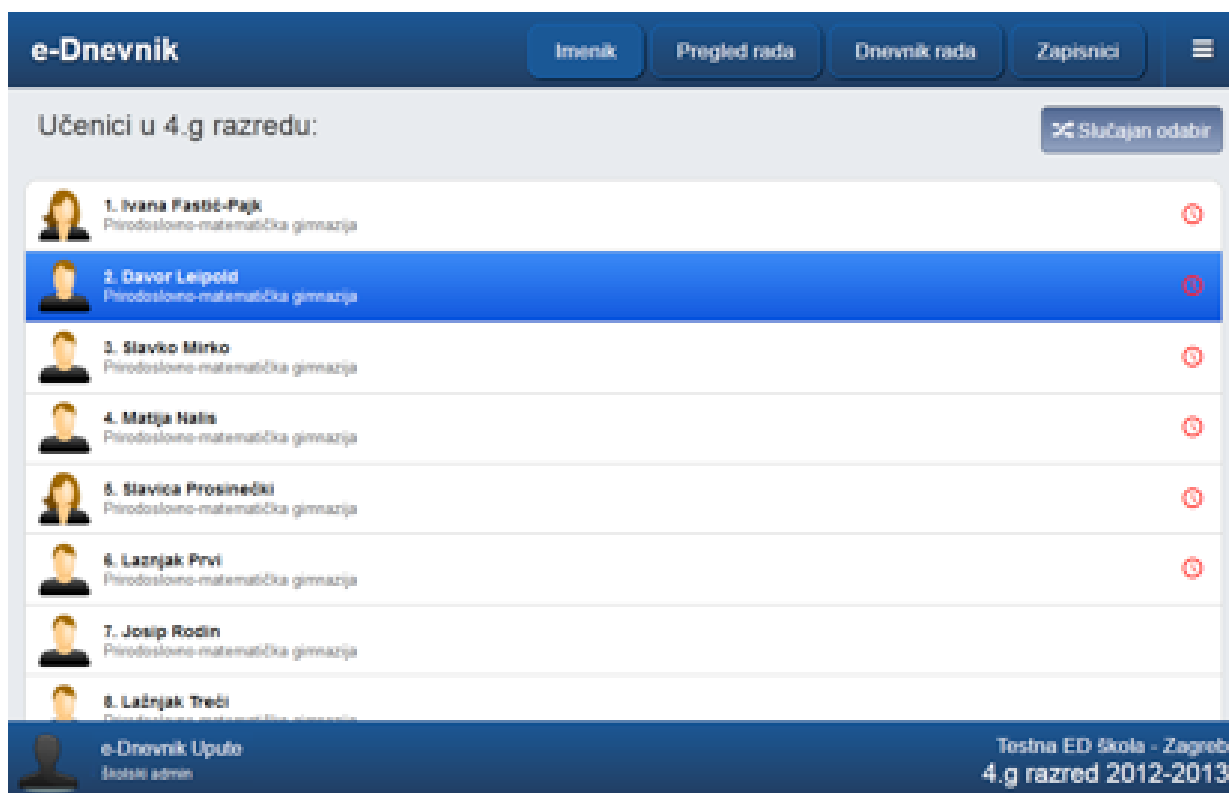 e-Dnevnik
Imenik
Pregled rada
Dnevnik rada
Zapisnici
Učenici u 4.g razredu:
Slučajan odabir
1. Ivana Fastić-Pajk
Prirodoslovno-matematička gimnazija
2. Davor Leipold
Prirodoslovno-matematička gimnazija
3. Slavko Mirko
Prirodoslovno-matematička gimnazija
4. Matija Nalis
Prirodoslovno-matematička gimnazija
5. Slavica Prosinečki
Prirodoslovno-matematička gimnazija
6. Laznjak Prvi
Prirodoslovno-matematička gimnazija
7. Josip Rodin
Prirodoslovno-matematička gimnazija
8. Lažnjak Treći
Prirodoslovno-matematička gimnazija
e-Dnevnik Upute
školski admin
Testna ED škola - Zagreb
4.g razred 2012-2013